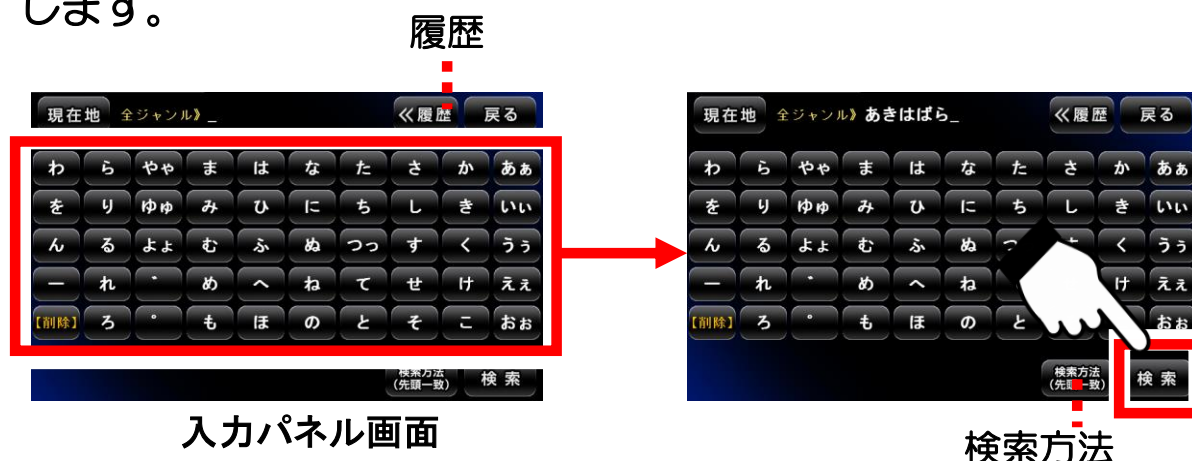 します。
履歴
現在地 全ジャンル》_ ≪履歴 戻る
わ ら やゃ ま は な た さ か あぁ
を り ゆゅ み ひ に ち し き いぃ
ん る よょ む ふ ぬ つっ す く うぅ
ー れ ゛ め へ ね て せ け えぇ
【削除】 ろ ゜ も ほ の と そ こ おぉ
検索方法
(先頭一致) 検索
入力パネル画面
現在地 全ジャンル》あきはばら_ ≪履歴 戻る
わ ら やゃ ま は な た さ か あぁ
を り ゆゅ み ひ に ち し き いぃ
ん る よょ む ふ ぬ く うぅ
ー れ ゛ め へ ね け えぇ
【削除】 ろ ゜ も ほ の と おぉ
検索方法
(先頭一致) 検索
検索方法